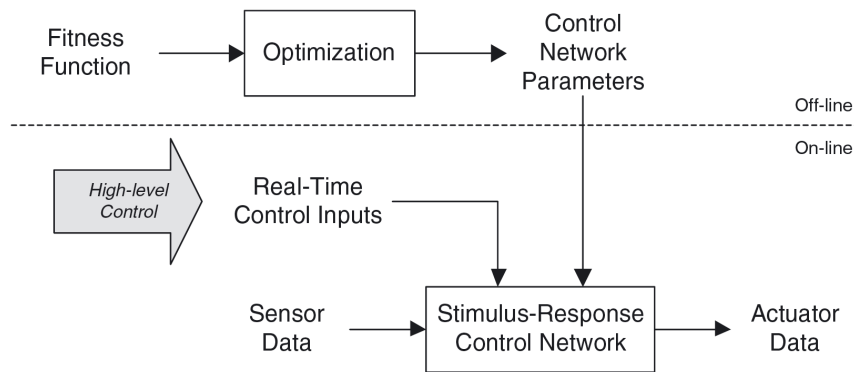 Fitness
Function
Optimization
Control
Network
Parameters
Off-line
On-line
High-level
Control
Real-Time
Control Inputs
Sensor
Data
Stimulus-Response
Control Network
Actuator
Data